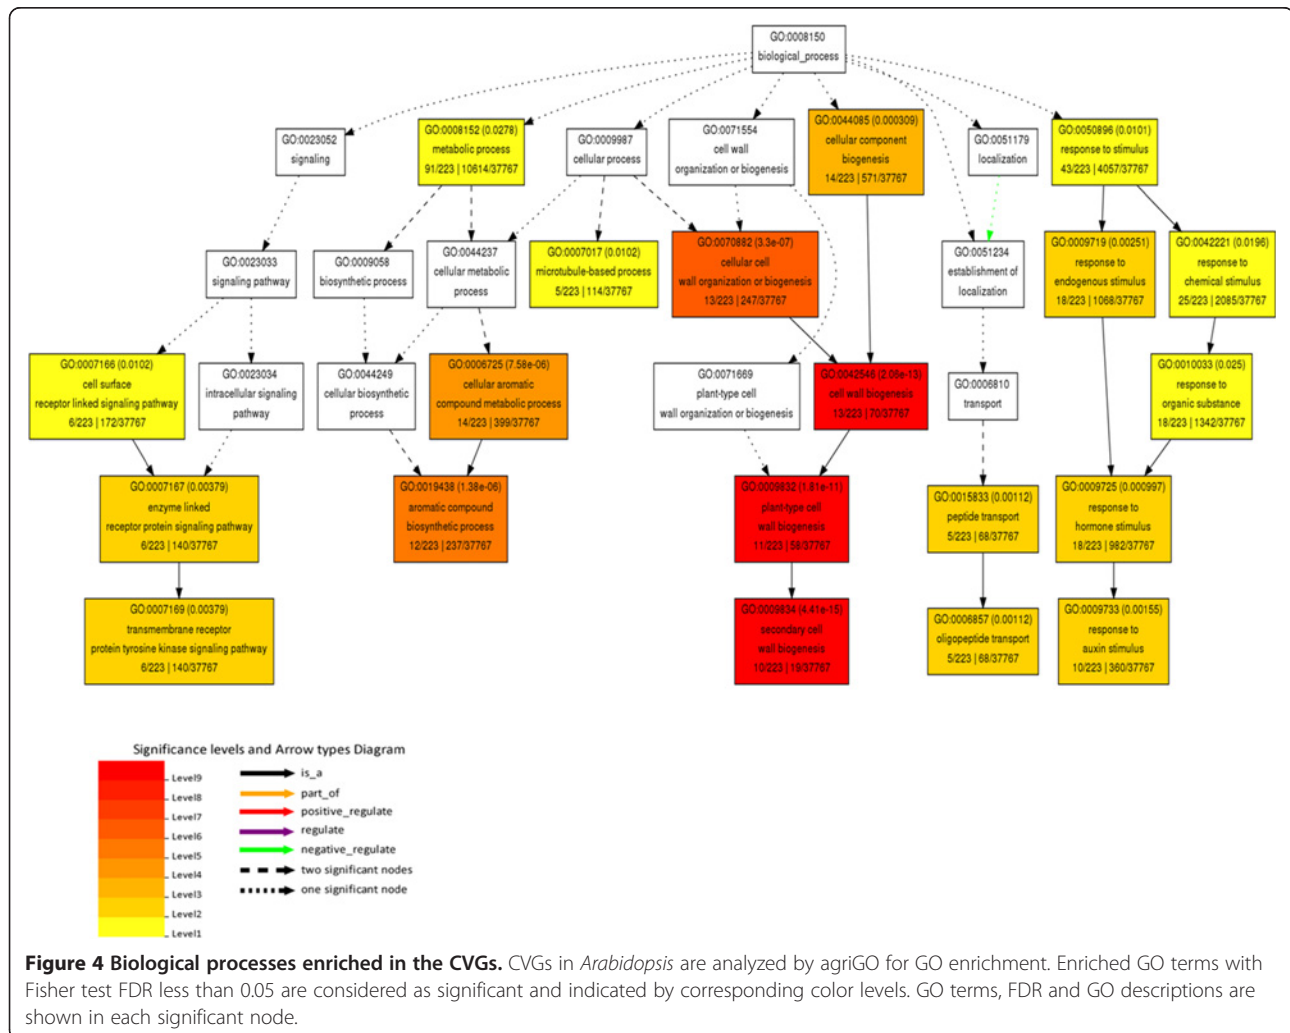 GO:0008150
biological_process
GO:0023052
signaling
GO:0008152 (0.0278)
metabolic process
91/223 | 10614/37767
GO:0009987
cellular process
GO:0071554
cell wall
organization or biogenesis
GO:0044085 (0.000309)
cellular component
biogenesis
14/223 | 571/37767
GO:0051179
localization
GO:0050896 (0.0101)
response to stimulus
43/223 | 4057/37767
GO:0023033
signaling pathway
GO:0009058
biosynthetic process
GO:0044237
cellular metabolic
process
GO:0007017 (0.0102)
microtubule-based process
5/223 | 114/37767
GO:0070882 (3.3e-07)
cellular cell
wall organization or biogenesis
13/223 | 247/37767
GO:0051234
establishment of
localization
GO:0009719 (0.00251)
response to
endogenous stimulus
18/223 | 1068/37767
GO:0042221 (0.0196)
response to
chemical stimulus
25/223 | 2085/37767
GO:0007166 (0.0102)
cell surface
receptor linked signaling pathway
6/223 | 172/37767
GO:0023034
intracellular signaling
pathway
GO:0044249
cellular biosynthetic
process
GO:0006725 (7.58e-06)
cellular aromatic
compound metabolic process
14/223 | 399/37767
GO:0071669
plant-type cell
wall organization or biogenesis
GO:0042546 (2.05e-13)
cell wall biogenesis
13/223 | 70/37767
GO:0006810
transport
GO:0010033 (0.025)
response to
organic substance
18/223 | 1342/37767
GO:0007167 (0.00379)
enzyme linked
receptor protein signaling pathway
6/223 | 140/37767
GO:0019438 (1.38e-06)
aromatic compound
biosynthetic process
12/223 | 237/37767
GO:0009832 (1.81e-11)
plant-type cell
wall biogenesis
11/223 | 58/37767
GO:0015833 (0.00112)
peptide transport
5/223 | 68/37767
GO:0009725 (0.000997)
response to
hormone stimulus
18/223 | 982/37767
GO:0007169 (0.00379)
transmembrane receptor
protein tyrosine kinase signaling pathway
6/223 | 140/37767
GO:0009834 (4.41e-15)
secondary cell
wall biogenesis
10/223 | 19/37767
GO:0006857 (0.00112)
oligopeptide transport
5/223 | 68/37767
GO:0009733 (0.00155)
response to
auxin stimulus
10/223 | 360/37767
Significance levels and Arrow types Diagram
Level9
Level8
Level7
Level6
Level5
Level4
Level3
Level2
Level1
is_a
part_of
positive_regulate
regulate
negative_regulate
two significant nodes
one significant node
Figure 4 Biological processes enriched in the CVGs. CVGs in Arabidopsis are analyzed by agriGO for GO enrichment. Enriched GO terms with
Fisher test FDR less than 0.05 are considered as significant and indicated by corresponding color levels. GO terms, FDR and GO descriptions are
shown in each significant node.